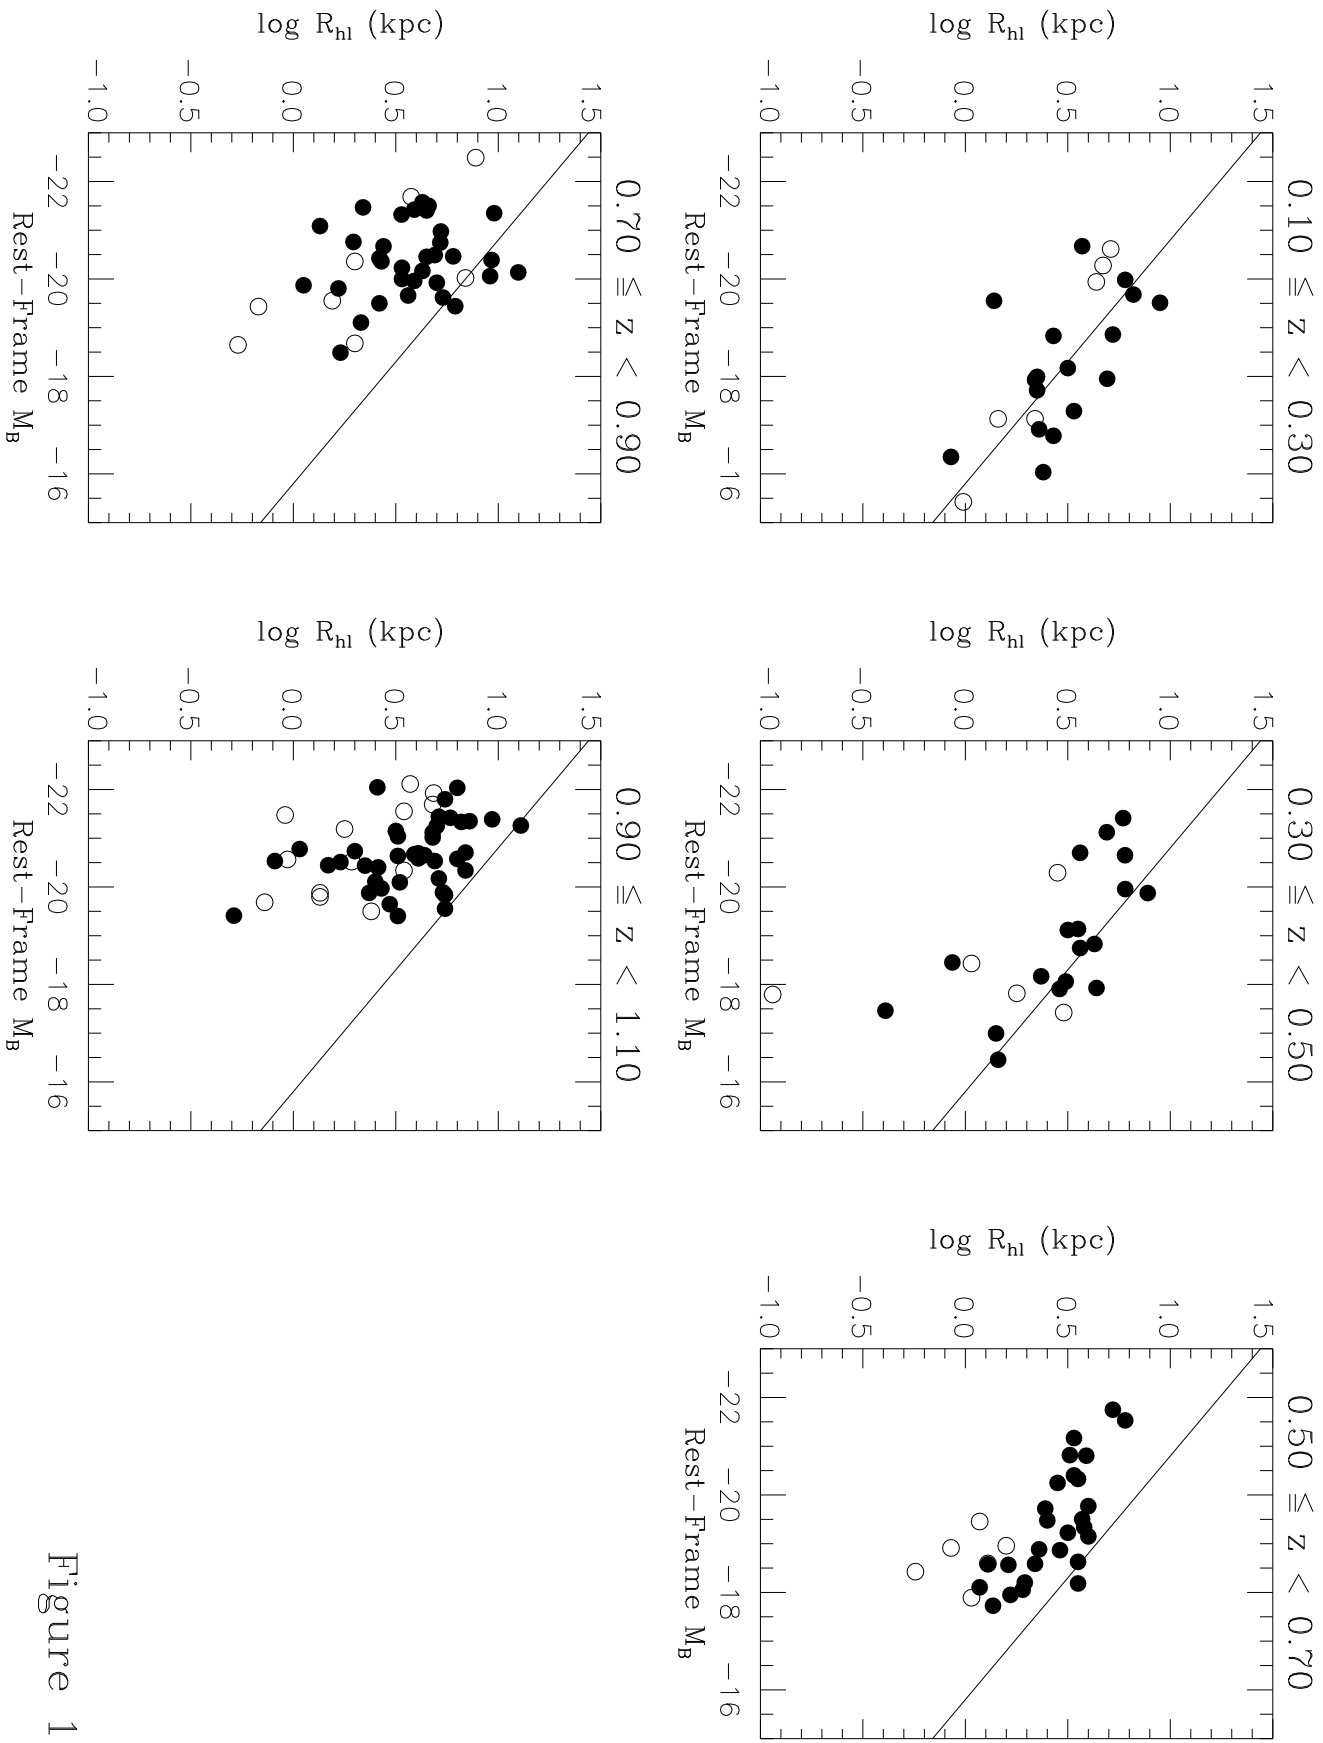 0.10 ≤ z < 0.30
log R_hl (kpc)
1.5
1.0
0.5
0.0
−0.5
−1.0
−22 −20 −18 −16
Rest−Frame M_B
0.30 ≤ z < 0.50
log R_hl (kpc)
1.5
1.0
0.5
0.0
−0.5
−1.0
−22 −20 −18 −16
Rest−Frame M_B
0.50 ≤ z < 0.70
log R_hl (kpc)
1.5
1.0
0.5
0.0
−0.5
−1.0
−22 −20 −18 −16
Rest−Frame M_B
0.70 ≤ z < 0.90
log R_hl (kpc)
1.5
1.0
0.5
0.0
−0.5
−1.0
−22 −20 −18 −16
Rest−Frame M_B
0.90 ≤ z < 1.10
log R_hl (kpc)
1.5
1.0
0.5
0.0
−0.5
−1.0
−22 −20 −18 −16
Rest−Frame M_B
Figure 1